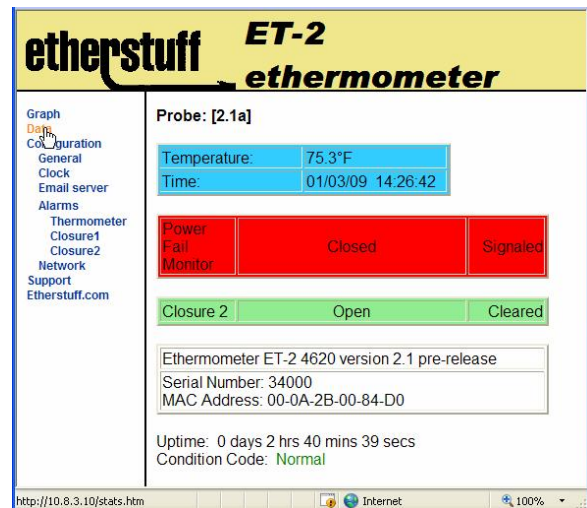 etherstuff
ET-2
ethermometer
Graph
Data
Configuration
General
Clock
Email server
Alarms
Thermometer
Closure1
Closure2
Network
Support
Etherstuff.com
Probe: [2.1a]
Temperature: 75.3°F
Time: 01/03/09 14:26:42
Power
Fail Closed Signaled
Monitor
Closure 2 Open Cleared
Ethermometer ET-2 4620 version 2.1 pre-release
Serial Number: 34000
MAC Address: 00-0A-2B-00-84-D0
Uptime: 0 days 2 hrs 40 mins 39 secs
Condition Code: Normal
http://10.8.3.10/stats.htm Internet 100%